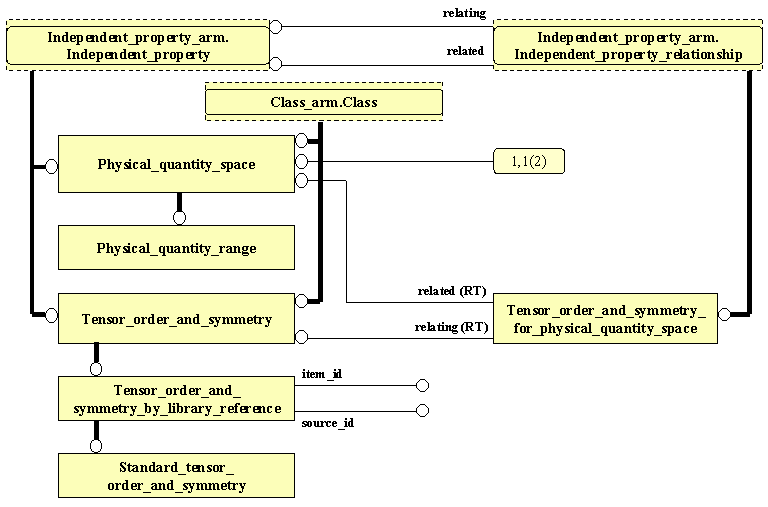 relating
Independent_property_arm.
Independent_property
Independent_property_arm.
Independent_property_relationship
related
Class_arm.Class
Physical_quantity_space
1,1(2)
Physical_quantity_range
related (RT)
Tensor_order_and_symmetry
Tensor_order_and_symmetry_
for_physical_quantity_space
relating (RT)
item_id
Tensor_order_and_
symmetry_by_library_reference
source_id
Standard_tensor_
order_and_symmetry